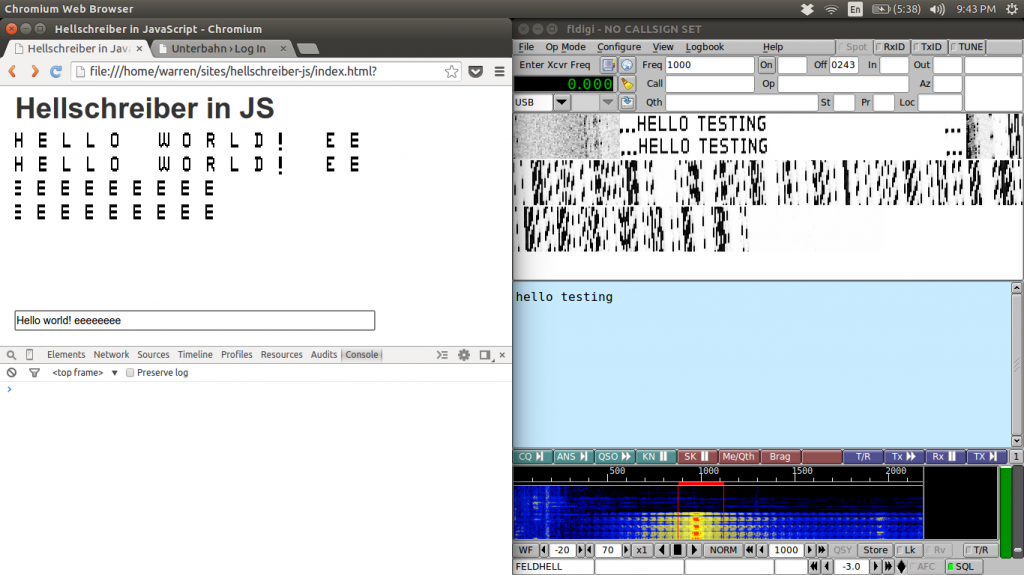 Chromium Web Browser
En
(5:38)
9:43 PM
Hellschreiber in JavaScript - Chromium
Hellschreiber in Jav
Unterbahn › Log In
file:///home/warren/sites/hellschreiber-js/index.html?
Hellschreiber in JS
HELLO WORLD! EE
HELLO WORLD! EE
EEEEEEEEE
EEEEEEEEE
Hello world! eeeeeeee
Elements Network Sources Timeline Profiles Resources Audits Console
<top frame> Preserve log
fldigi - NO CALLSIGN SET
File Op Mode Configure View Logbook Help Spot RxID TxID TUNE
Enter Xcvr Freq Freq 1000 On Off 0243 In Out
0.000 Call Op Az
USB Qth St Pr Loc
...HELLO TESTING ...
...HELLO TESTING ...
hello testing
CQ ANS QSO KN SK Me/Qth Brag T/R Tx Rx TX 1
500 1000 1500 2000
WF -20 70 x1 NORM 1000 QSY Store Lk Rv T/R
FELDHELL -3.0 AFC SQL